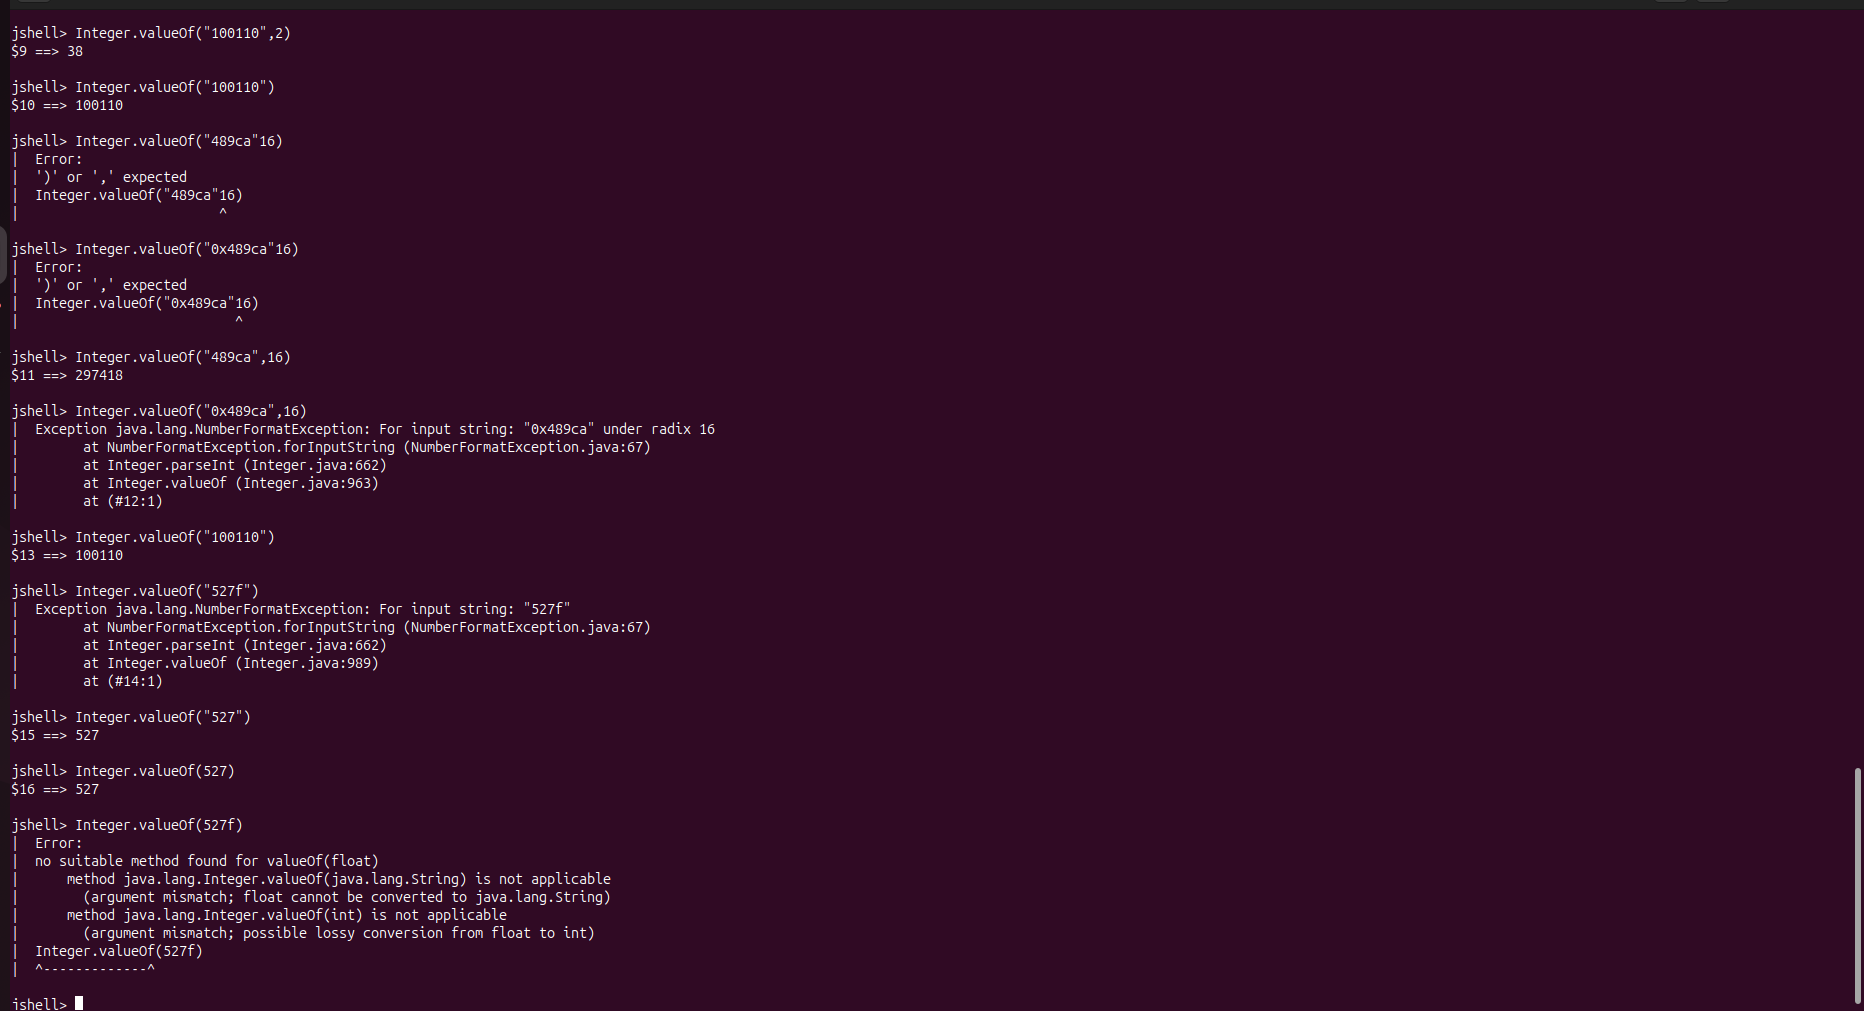 jshell> Integer.valueOf("100110",2)
$9 ==> 38
jshell> Integer.valueOf("100110")
$10 ==> 100110
jshell> Integer.valueOf("489ca"16)
|  Error:
|  ')' or ',' expected
|  Integer.valueOf("489ca"16)
|                         ^
jshell> Integer.valueOf("0x489ca"16)
|  Error:
|  ')' or ',' expected
|  Integer.valueOf("0x489ca"16)
|                           ^
jshell> Integer.valueOf("489ca",16)
$11 ==> 297418
jshell> Integer.valueOf("0x489ca",16)
|  Exception java.lang.NumberFormatException: For input string: "0x489ca" under radix 16
|        at NumberFormatException.forInputString (NumberFormatException.java:67)
|        at Integer.parseInt (Integer.java:662)
|        at Integer.valueOf (Integer.java:963)
|        at (#12:1)
jshell> Integer.valueOf("100110")
$13 ==> 100110
jshell> Integer.valueOf("527f")
|  Exception java.lang.NumberFormatException: For input string: "527f"
|        at NumberFormatException.forInputString (NumberFormatException.java:67)
|        at Integer.parseInt (Integer.java:662)
|        at Integer.valueOf (Integer.java:989)
|        at (#14:1)
jshell> Integer.valueOf("527")
$15 ==> 527
jshell> Integer.valueOf(527)
$16 ==> 527
jshell> Integer.valueOf(527f)
|  Error:
|  no suitable method found for valueOf(float)
|      method java.lang.Integer.valueOf(java.lang.String) is not applicable
|        (argument mismatch; float cannot be converted to java.lang.String)
|      method java.lang.Integer.valueOf(int) is not applicable
|        (argument mismatch; possible lossy conversion from float to int)
|  Integer.valueOf(527f)
|  ^-------------^
jshell>